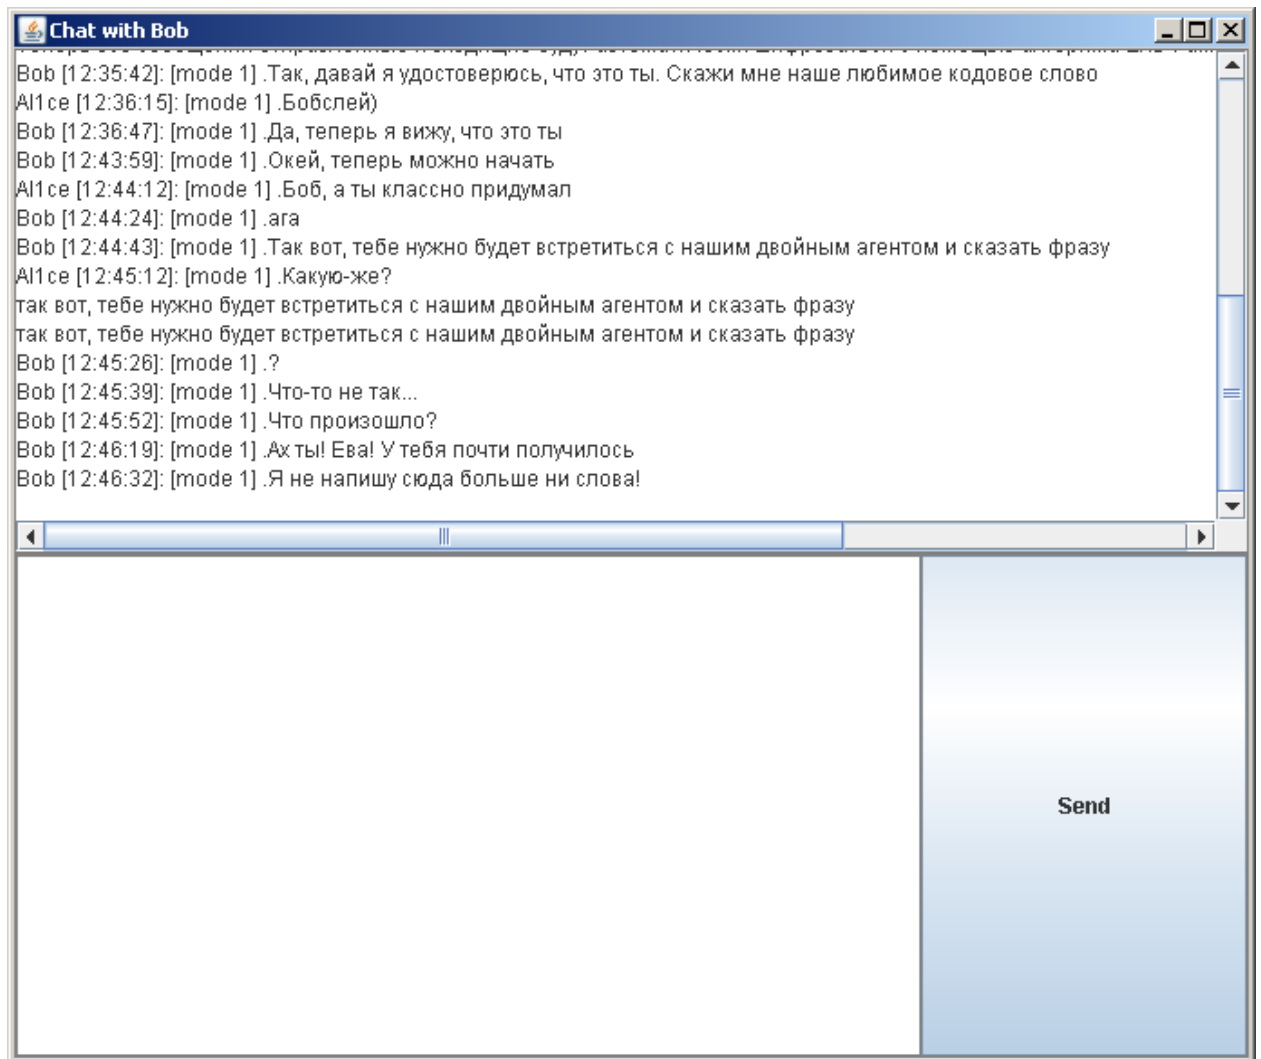 Chat with Bob
Bob [12:35:42]: [mode 1] .Так, давай я удостоверюсь, что это ты. Скажи мне наше любимое кодовое слово
Al1ce [12:36:15]: [mode 1] .Бобслей)
Bob [12:36:47]: [mode 1] .Да, теперь я вижу, что это ты
Bob [12:43:59]: [mode 1] .Окей, теперь можно начать
Al1ce [12:44:12]: [mode 1] .Боб, а ты классно придумал
Bob [12:44:24]: [mode 1] .ага
Bob [12:44:43]: [mode 1] .Так вот, тебе нужно будет встретиться с нашим двойным агентом и сказать фразу
Al1ce [12:45:12]: [mode 1] .Какую-же?
так вот, тебе нужно будет встретиться с нашим двойным агентом и сказать фразу
так вот, тебе нужно будет встретиться с нашим двойным агентом и сказать фразу
Bob [12:45:26]: [mode 1] .?
Bob [12:45:39]: [mode 1] .Что-то не так...
Bob [12:45:52]: [mode 1] .Что произошло?
Bob [12:46:19]: [mode 1] .Ах ты! Ева! У тебя почти получилось
Bob [12:46:32]: [mode 1] .Я не напишу сюда больше ни слова!
Send